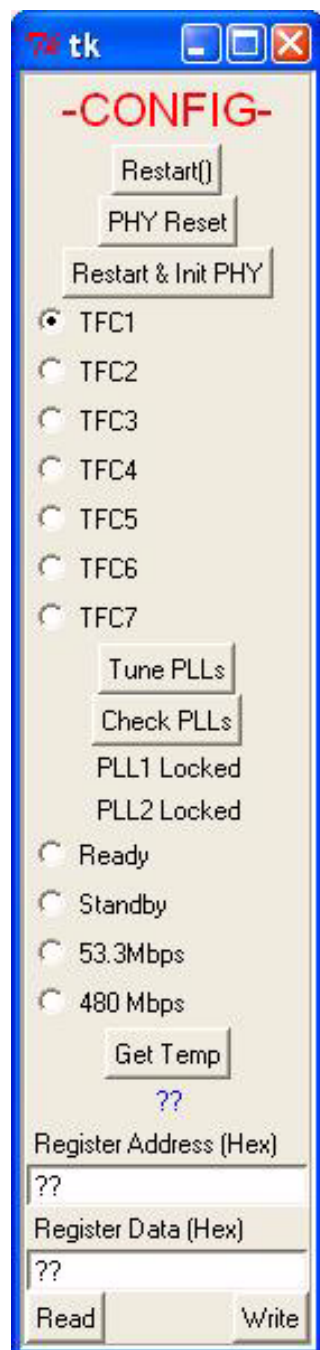 tk
-CONFIG-
Restart()
PHY Reset
Restart & Init PHY
TFC1
TFC2
TFC3
TFC4
TFC5
TFC6
TFC7
Tune PLLs
Check PLLs
PLL1 Locked
PLL2 Locked
Ready
Standby
53.3Mbps
480 Mbps
Get Temp
??
Register Address (Hex)
??
Register Data (Hex)
??
Read Write